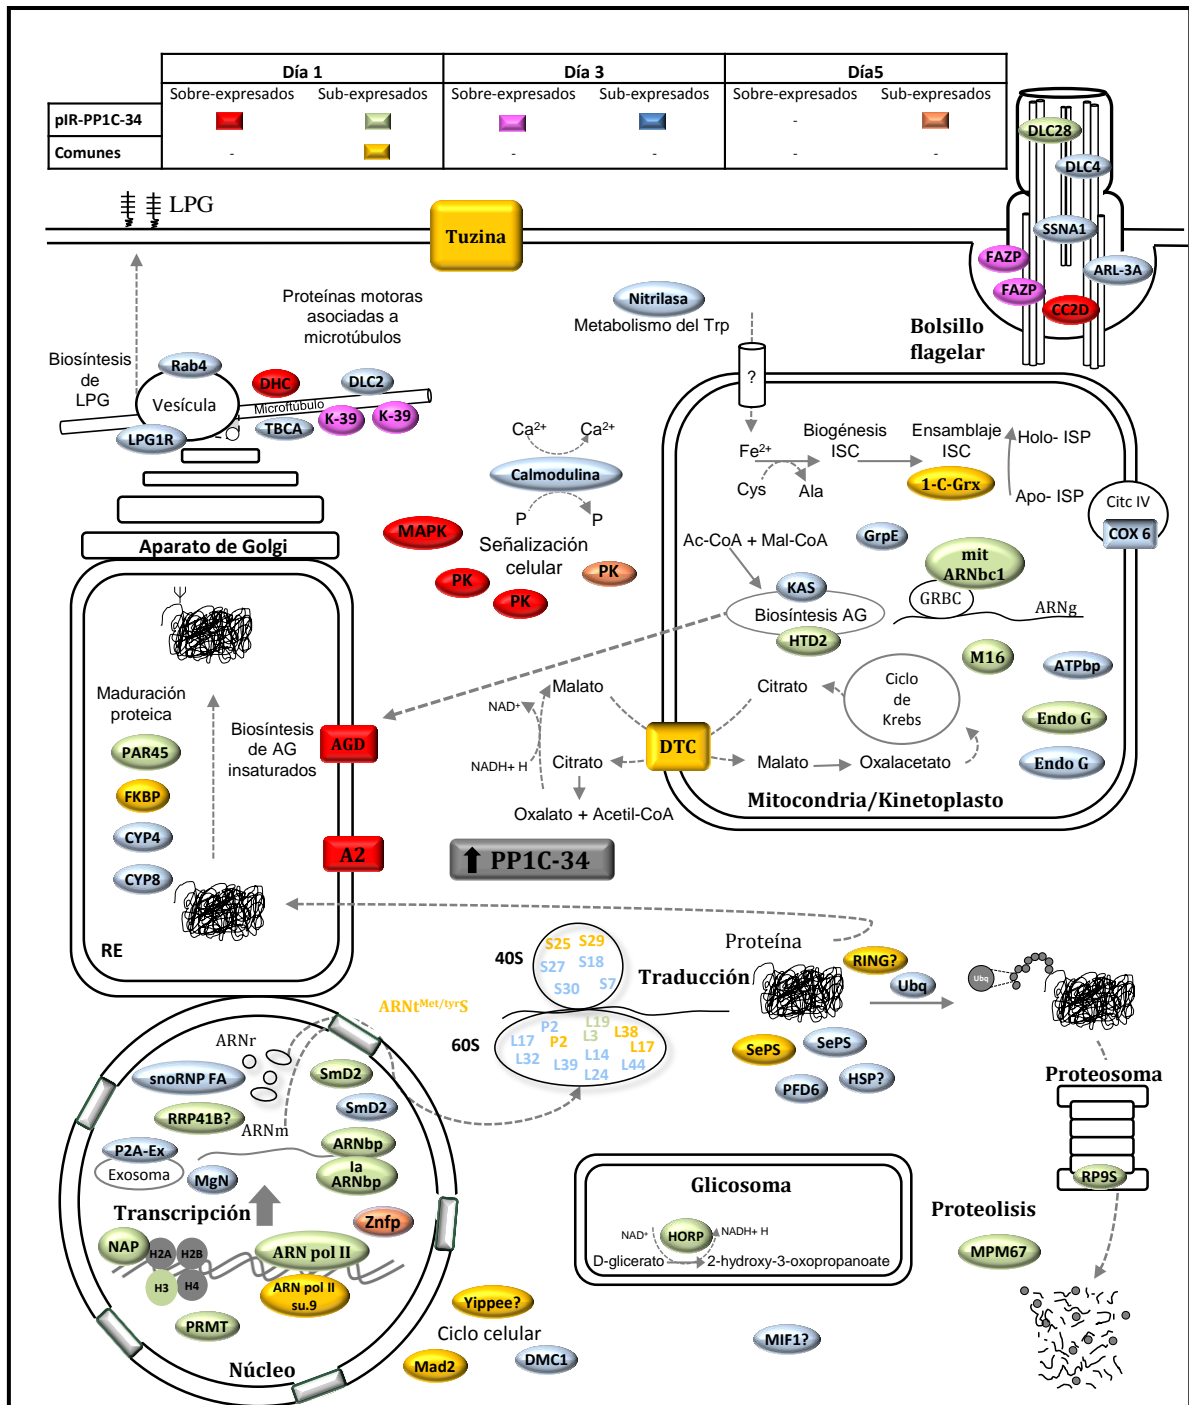 Día 1 Día 3 Día5
Sobre-expresados Sub-expresados Sobre-expresados Sub-expresados Sobre-expresados Sub-expresados
pIR-PP1C-34 -
Comunes - - - - -
DLC28
DLC4
SSNA1
FAZP
ARL-3A
FAZP
CC2D
Bolsillo
flagelar
LPG
Tuzina
Nitrilasa
Metabolismo del Trp
Proteínas motoras
asociadas a
microtúbulos
Biosíntesis
de
LPG
Rab4
Vesícula
LPG1R
DHC
DLC2
Microftúbulo
TBCA
K-39
K-39
Aparato de Golgi
Ca2+ Ca2+
Calmodulina
P P
MAPK
Señalización
celular
PK
PK
PK
?
Fe2+
Cys
Ala
Biogénesis
ISC
Ensamblaje
ISC
1-C-Grx
Holo- ISP
Apo- ISP
Citc IV
COX 6
GrpE
Ac-CoA + Mal-CoA
KAS
Biosíntesis AG
HTD2
mit
ARNbc1
GRBC
ARNg
M16
ATPbp
Endo G
Endo G
Citrato
Ciclo
de
Krebs
DTC
Malato
Oxalacetato
Mitocondria/Kinetoplasto
Malato
NAD+
NADH+ H
Citrato
Oxalato + Acetil-CoA
Maduración
proteica
PAR45
FKBP
CYP4
CYP8
Biosíntesis
de AG
insaturados
AGD
A2
RE
PP1C-34
40S
S25 S29
S27 S18
S30 S7
Traducción
ARNtMet/tyrS
60S
P2 L19
L17 P2 L3 L38
L32 L14 L17
L39 L44
L24
Proteína
RING?
Ubq
Ubq
SePS
SePS
PFD6
HSP?
Proteosoma
RP9S
Proteolisis
MPM67
ARNr
snoRNP FA
SmD2
RRP41B?
SmD2
ARNm
P2A-Ex
Exosoma
MgN
ARNbp
la
ARNbp
Transcripción
Znfp
NAP
H2A
H2B
H3
H4
ARN pol II
ARN pol II
su.9
PRMT
Núcleo
Yippee?
Ciclo celular
Mad2
DMC1
Glicosoma
NAD+
HORP
NADH+ H
D-glicerato
2-hydroxy-3-oxopropanoate
MIF1?